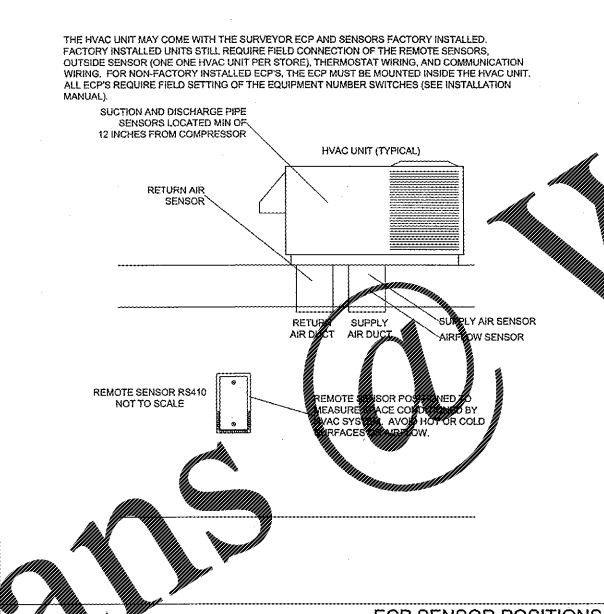 THE HVAC UNIT MAY COME WITH THE SURVEYOR ECP AND SENSORS FACTORY INSTALLED.
FACTORY INSTALLED UNITS STILL REQUIRE FIELD CONNECTION OF THE REMOTE SENSORS,
OUTSIDE SENSOR (ONE ONE HVAC UNIT PER STORE), THERMOSTAT WIRING, AND COMMUNICATION
WIRING. FOR NON-FACTORY INSTALLED ECP'S, THE ECP MUST BE MOUNTED INSIDE THE HVAC UNIT.
ALL ECP'S REQUIRE FIELD SETTING OF THE EQUIPMENT NUMBER SWITCHES (SEE INSTALLATION
MANUAL).
SUCTION AND DISCHARGE PIPE
SENSORS LOCATED MIN OF
12 INCHES FROM COMPRESSOR
HVAC UNIT (TYPICAL)
RETURN AIR
SENSOR
RETURN
AIR DUCT
SUPPLY
AIR DUCT
SUPPLY AIR SENSOR
AIRFLOW SENSOR
REMOTE SENSOR RS410
NOT TO SCALE
REMOTE SENSOR POSITIONED TO
MEASURE SPACE CONDITIONED BY
HVAC SYSTEM. AVOID HOT OR COLD
SURFACES OR AIRFLOW.
ans @
ECP SENSOR POSITIONS